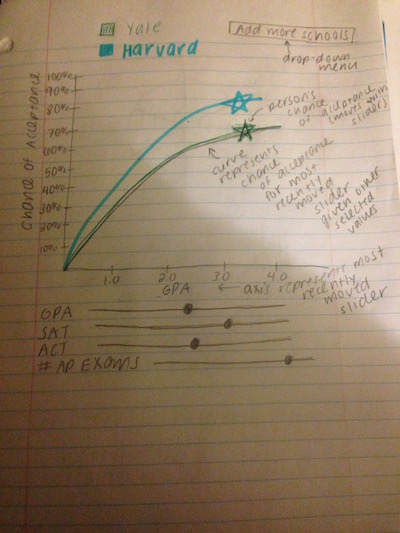 Yale
Harvard
Add more schools
drop-down
menu
person's
chance
of acceptance
(moves with
slider)
Chance of Acceptance
100%
90%
80%
70%
60%
50%
40%
30%
20%
10%
curve
represents
chance
of acceptance
for most
recently
moved
slider
given other
selected
values
1.0
2.0
3.0
4.0
GPA
← axis represents most
recently
moved
slider
GPA
SAT
ACT
# AP EXAMS